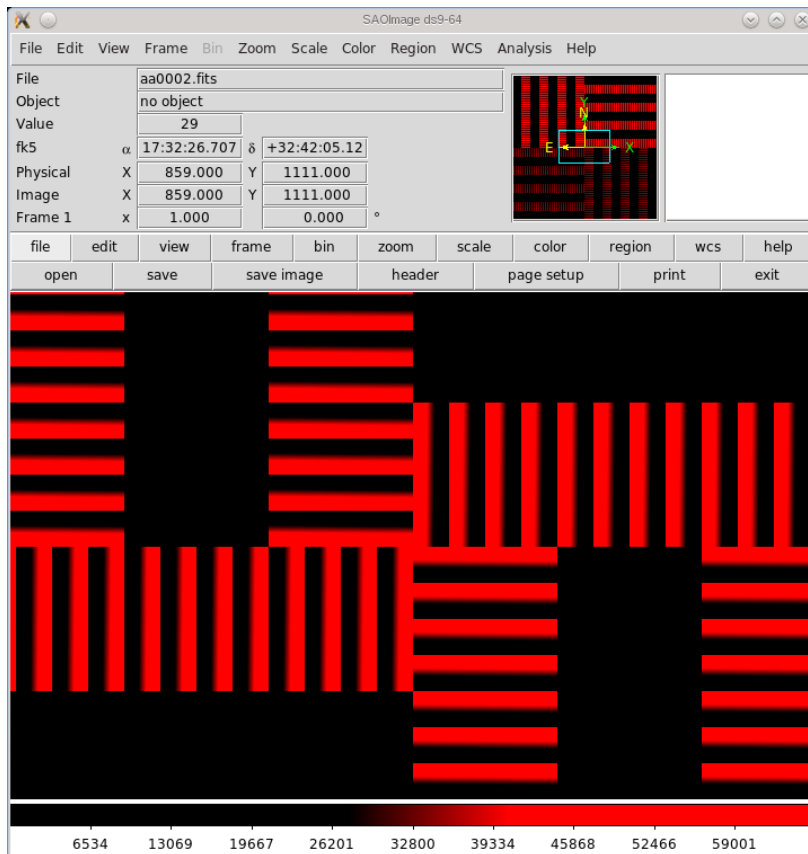 SAOImage ds9-64
File Edit View Frame Bin Zoom Scale Color Region WCS Analysis Help
File aa0002.fits
Object no object
Value 29
fk5 α 17:32:26.707 δ +32:42:05.12
Physical X 859.000 Y 1111.000
Image X 859.000 Y 1111.000
Frame 1 x 1.000 0.000 °
Y
N
E X
file edit view frame bin zoom scale color region wcs help
open save save image header page setup print exit
6534 13069 19667 26201 32800 39334 45868 52466 59001